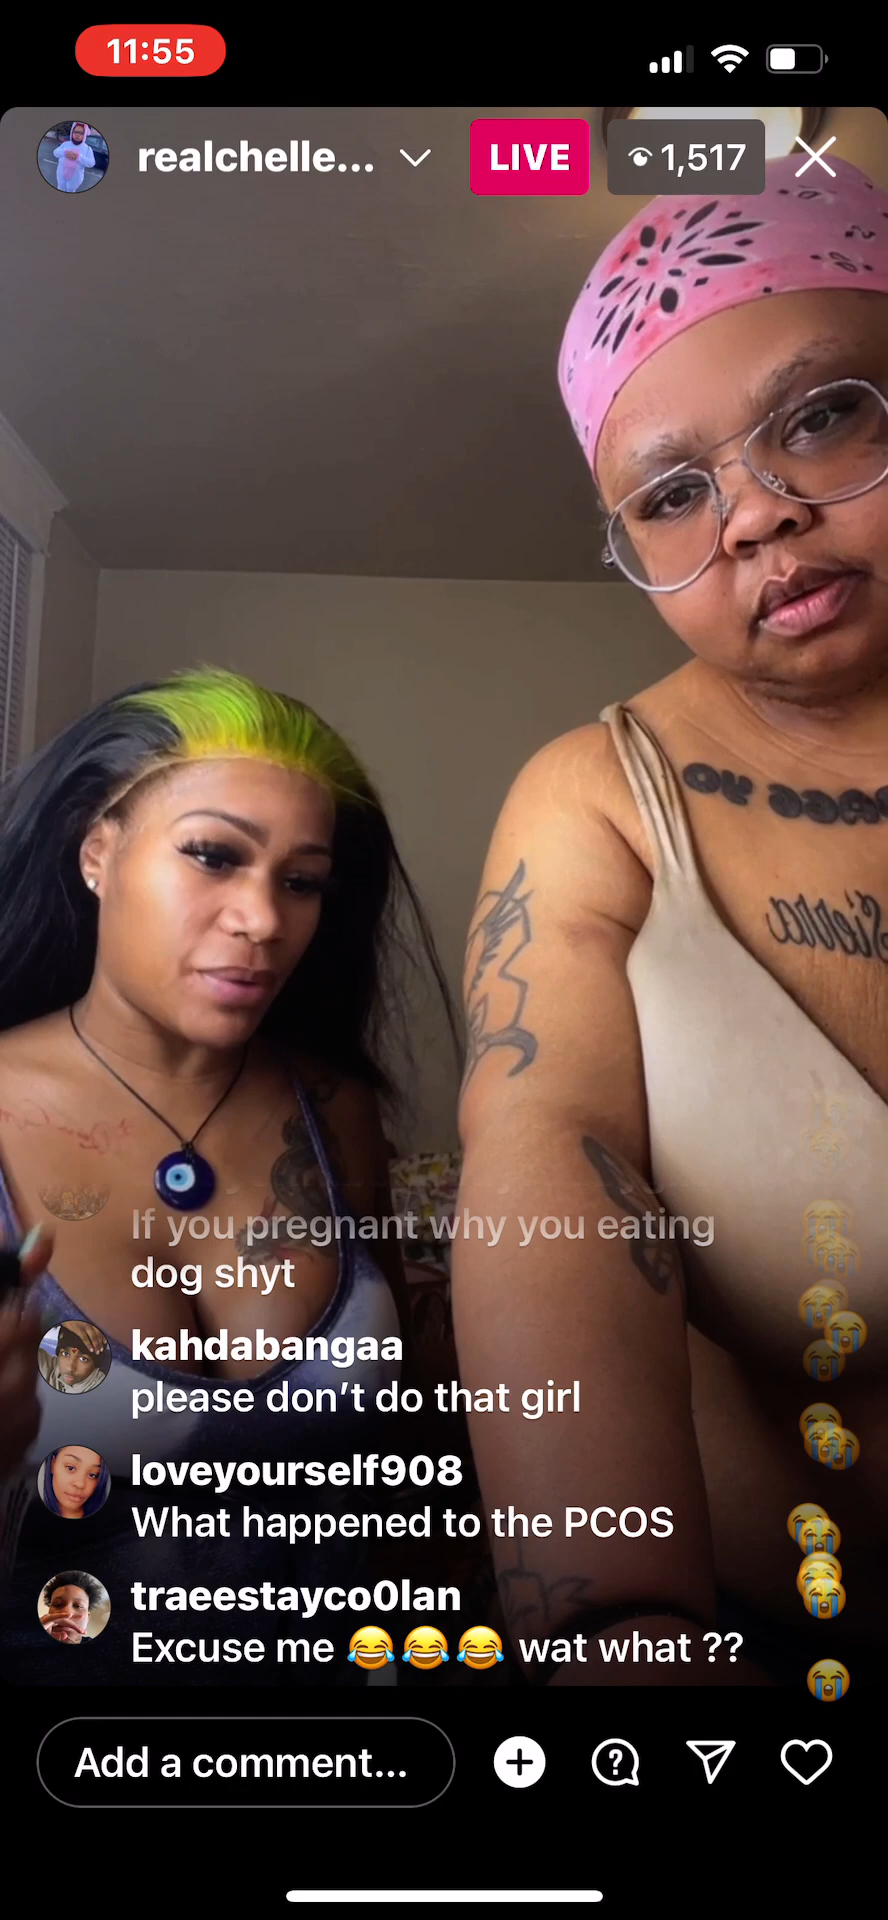 11:55
realchelle...
LIVE
1,517
Sierra
If you pregnant why you eating
dog shyt
kahdabangaa
please don’t do that girl
loveyourself908
What happened to the PCOS
traeestayco0lan
Excuse me 😂😂😂 wat what ??
Add a comment...